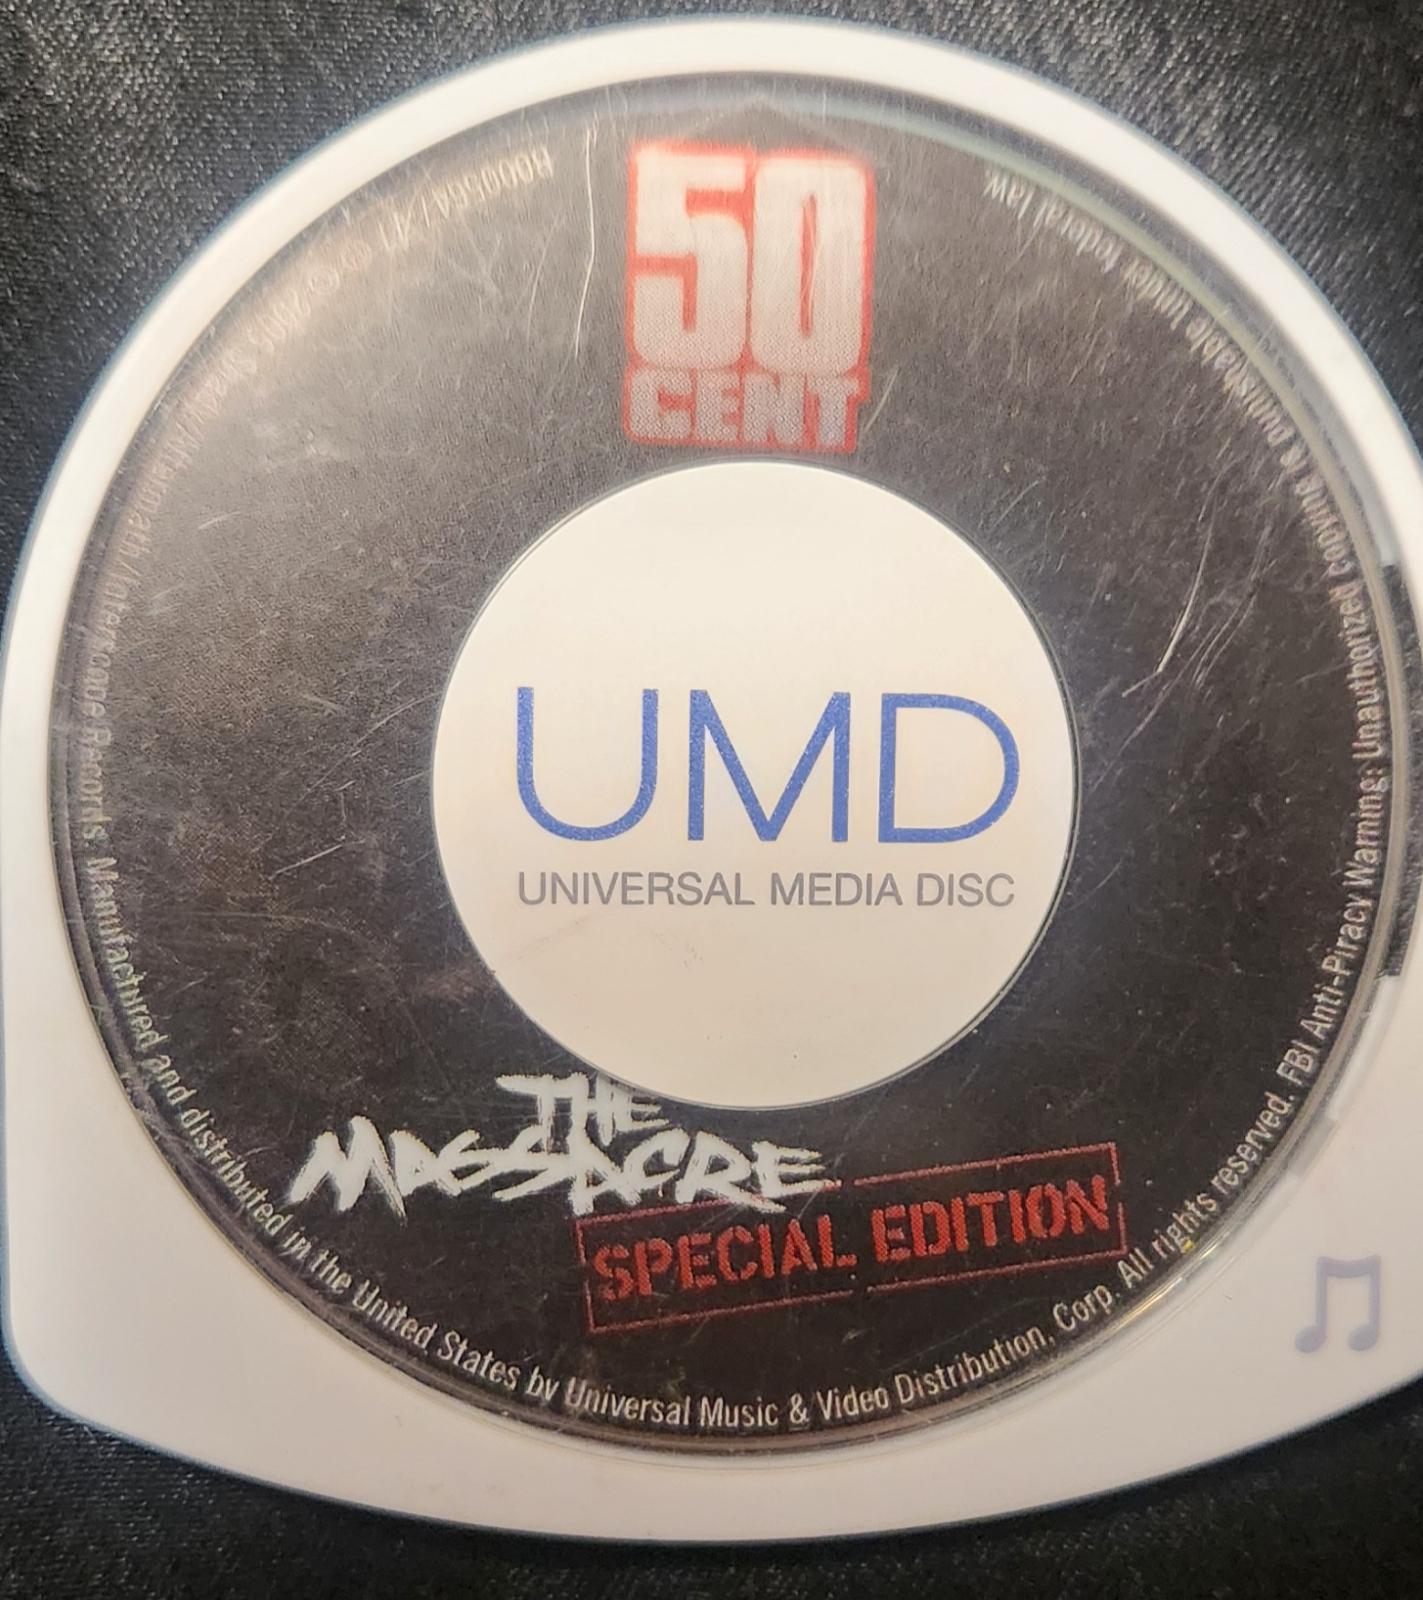 50
CENT
UMD
UNIVERSAL MEDIA DISC
THE
MASSACRE
SPECIAL EDITION
Records. Manufactured and distributed in the United States by Universal Music & Video Distribution, Corp. All rights reserved. FBI Anti-Piracy Warning: Unauthorized copying is punishable under federal law